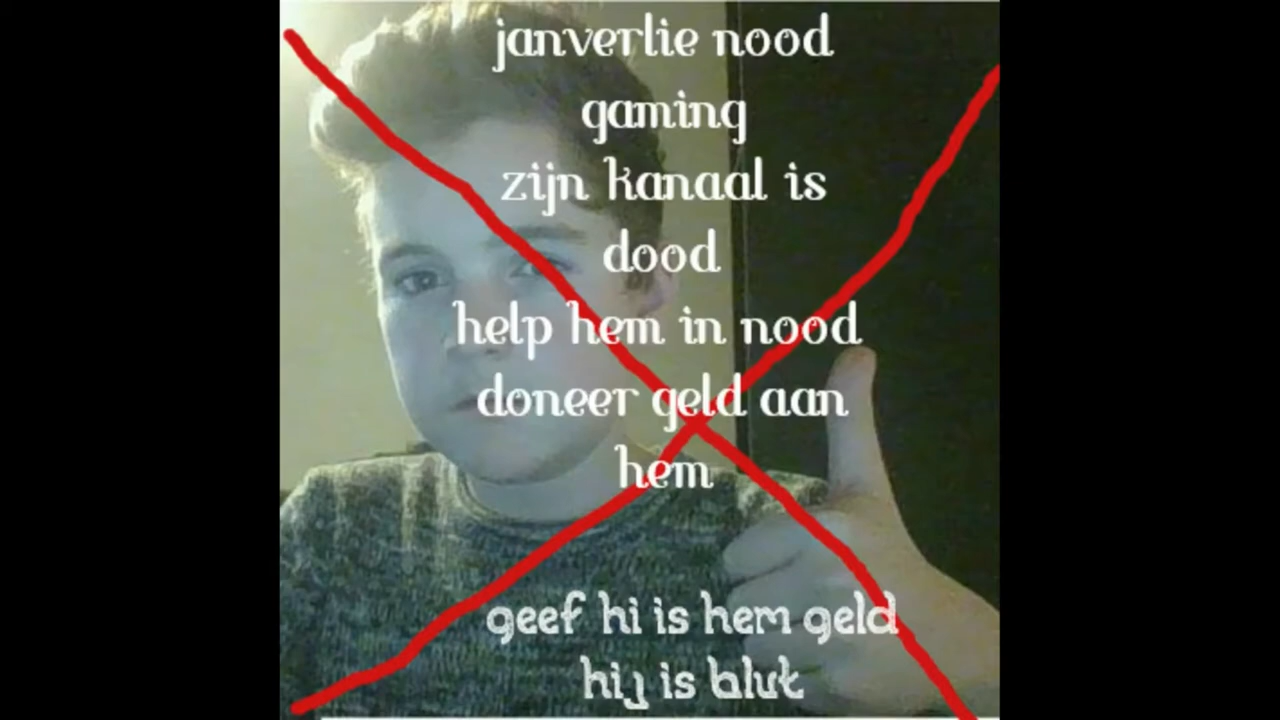 janverlie nood
gaming
zijn kanaal is
dood
help hem in nood
doneer geld aan
hem
geef hi is hem geld
hij is blut